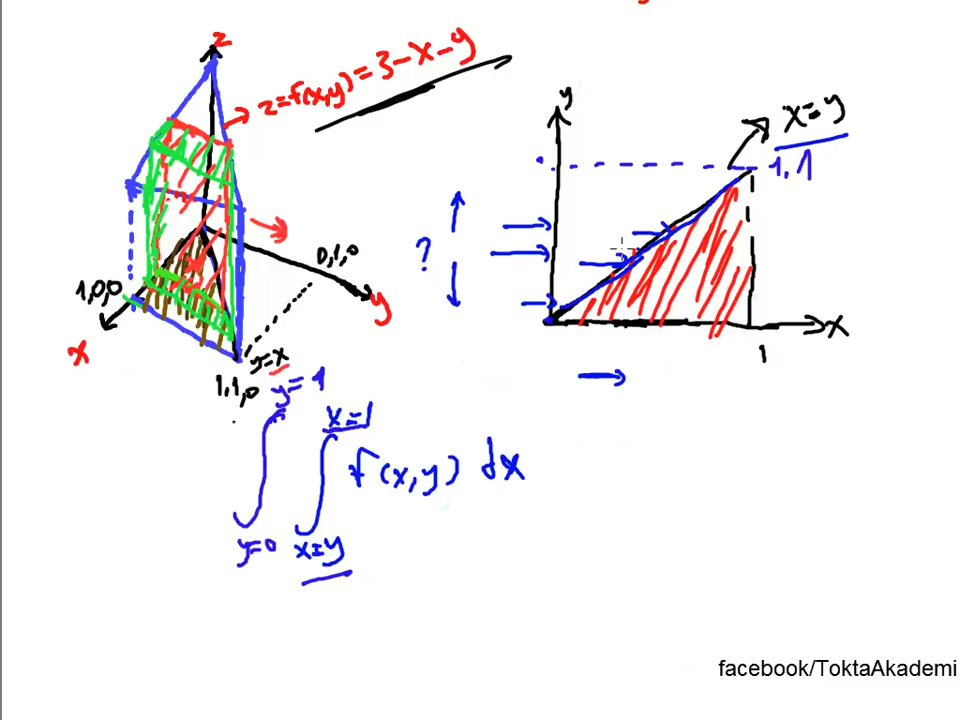 z
z=f(x,y)=3-x-y
0,1,0
1,0,0
y
x
y=x
1,1,0
y
x=y
1,1
?
x
1
y=1
x=1
∫ ∫ f(x,y) dx
y=0 x=y
facebook/ToktaAkademi